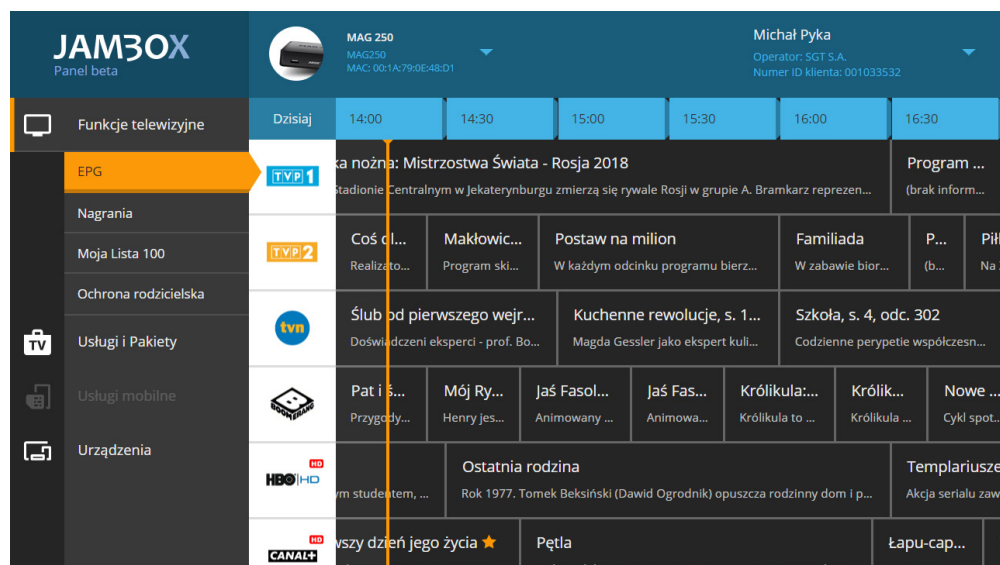 JAMBOX
Panel beta
MAG 250
MAG250
MAC: 00:1A:79:0E:48:D1
Michał Pyka
Operator: SGT S.A.
Numer ID klienta: 001033532
Funkcje telewizyjne
EPG
Nagrania
Moja Lista 100
Ochrona rodzicielska
TV
Usługi i Pakiety
Usługi mobilne
Urządzenia
Dzisiaj 14:00 14:30 15:00 15:30 16:00 16:30
TVP 1
ka nożna: Mistrzostwa Świata - Rosja 2018 Program ...
Stadionie Centralnym w Jekaterynburgu zmierzą się rywale Rosji w grupie A. Bramkarz reprezen... (brak inform...
TVP 2
Coś dl... Makłowic... Postaw na milion Familiada P... Piłk
Realizato... Program ski... W każdym odcinku programu bierz... W zabawie bior... (b... Na
tvn
Ślub od pierwszego wejr... Kuchenne rewolucje, s. 1... Szkoła, s. 4, odc. 302
Doświadczeni eksperci - prof. Bo... Magda Gessler jako ekspert kuli... Codzienne perypetie współczesn...
BOOMERANG
Pat i ś... Mój Ry... Jaś Fasol... Jaś Fas... Królikula:... Królik... Nowe ...
Przygody... Henry jes... Animowany ... Animowa... Królikula to ... Królikula ... Cykl spot...
HD
HBO HD
Ostatnia rodzina Templariusze
ym studentem, ... Rok 1977. Tomek Beksiński (Dawid Ogrodnik) opuszcza rodzinny dom i p... Akcja serialu zaw
HD
CANAL+
wszy dzień jego życia Pętla Łapu-cap...